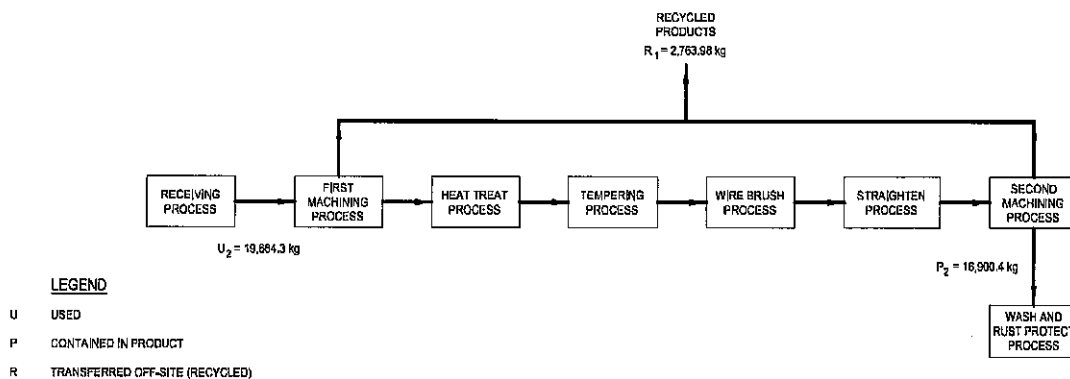 RECYCLED
PRODUCTS
R1 = 2,763.98 kg
RECEIVING
PROCESS
FIRST
MACHINING
PROCESS
HEAT TREAT
PROCESS
TEMPERING
PROCESS
WIRE BRUSH
PROCESS
STRAIGHTEN
PROCESS
SECOND
MACHINING
PROCESS
U2 = 19,664.3 kg
P2 = 16,900.4 kg
WASH AND
RUST PROTECT
PROCESS
LEGEND
U USED
P CONTAINED IN PRODUCT
R TRANSFERRED OFF-SITE (RECYCLED)